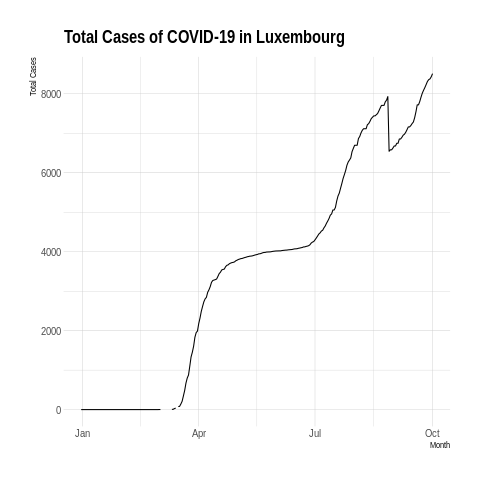 Total Cases of COVID-19 in Luxembourg
Total Cases
8000
6000
4000
2000
0
Jan Apr Jul Oct
Month